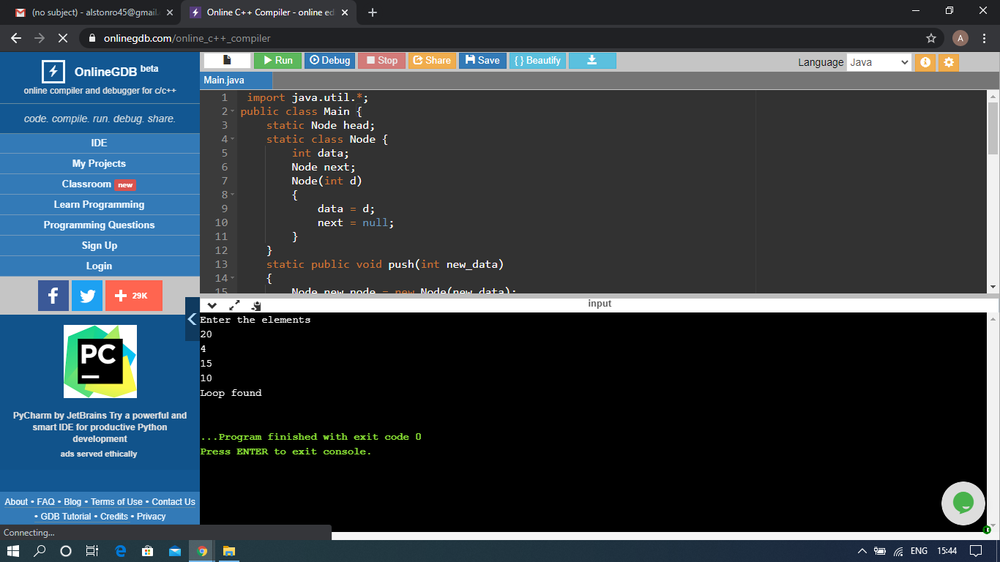 (no subject) - alstonro45@gmail.
Online C++ Compiler - online ed
onlinegdb.com/online_c++_compiler
A
OnlineGDB beta
online compiler and debugger for c/c++
code. compile. run. debug. share.
IDE
My Projects
Classroom new
Learn Programming
Programming Questions
Sign Up
Login
29K
PC
PyCharm by JetBrains Try a powerful and
smart IDE for productive Python
development
ads served ethically
About • FAQ • Blog • Terms of Use • Contact Us
• GDB Tutorial • Credits • Privacy
Connecting...
Run Debug Stop Share Save { } Beautify
Language Java
Main.java
1 import java.util.*;
2 public class Main {
3 static Node head;
4 static class Node {
5 int data;
6 Node next;
7 Node(int d)
8 {
9 data = d;
10 next = null;
11 }
12 }
13 static public void push(int new_data)
14 {
15 Node new_node = new Node(new_data);
input
Enter the elements
20
4
15
10
Loop found
...Program finished with exit code 0
Press ENTER to exit console.
ENG 15:44